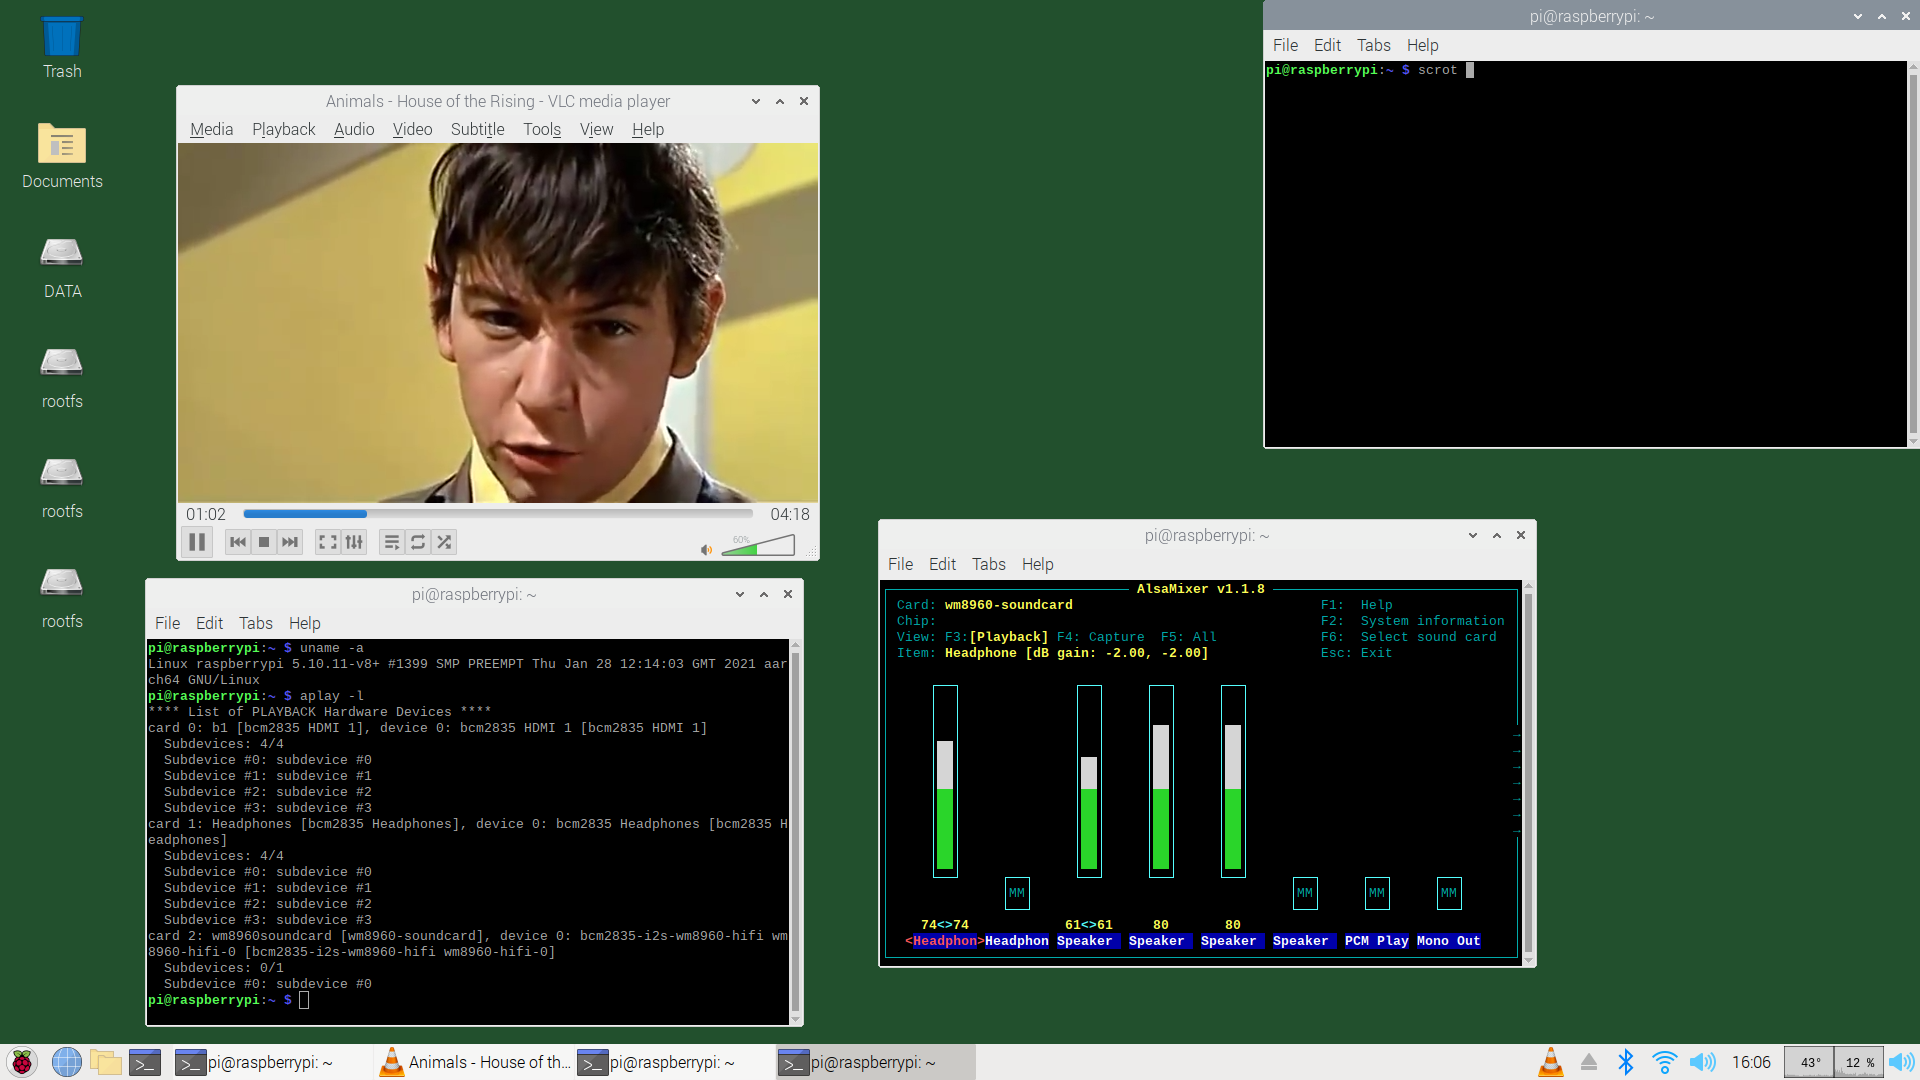 Trash
Documents
DATA
rootfs
rootfs
rootfs
Animals - House of the Rising - VLC media player
Media Playback Audio Video Subtitle Tools View Help
01:02
04:18
60%
pi@raspberrypi: ~
File Edit Tabs Help
pi@raspberrypi:~ $ scrot
pi@raspberrypi: ~
File Edit Tabs Help
pi@raspberrypi:~ $ uname -a
Linux raspberrypi 5.10.11-v8+ #1399 SMP PREEMPT Thu Jan 28 12:14:03 GMT 2021 aar
ch64 GNU/Linux
pi@raspberrypi:~ $ aplay -l
**** List of PLAYBACK Hardware Devices ****
card 0: b1 [bcm2835 HDMI 1], device 0: bcm2835 HDMI 1 [bcm2835 HDMI 1]
  Subdevices: 4/4
  Subdevice #0: subdevice #0
  Subdevice #1: subdevice #1
  Subdevice #2: subdevice #2
  Subdevice #3: subdevice #3
card 1: Headphones [bcm2835 Headphones], device 0: bcm2835 Headphones [bcm2835 H
eadphones]
  Subdevices: 4/4
  Subdevice #0: subdevice #0
  Subdevice #1: subdevice #1
  Subdevice #2: subdevice #2
  Subdevice #3: subdevice #3
card 2: wm8960soundcard [wm8960-soundcard], device 0: bcm2835-i2s-wm8960-hifi wm
8960-hifi-0 [bcm2835-i2s-wm8960-hifi wm8960-hifi-0]
  Subdevices: 0/1
  Subdevice #0: subdevice #0
pi@raspberrypi:~ $
pi@raspberrypi: ~
File Edit Tabs Help
AlsaMixer v1.1.8
Card: wm8960-soundcard F1: Help
Chip: F2: System information
View: F3:[Playback] F4: Capture F5: All F6: Select sound card
Item: Headphone [dB gain: -2.00, -2.00] Esc: Exit
MM MM MM MM
74<>74 61<>61 80 80
<Headphon>Headphon Speaker Speaker Speaker Speaker PCM Play Mono Out
pi@raspberrypi: ~ Animals - House of th... pi@raspberrypi: ~ pi@raspberrypi: ~ 16:06 43° 12 %